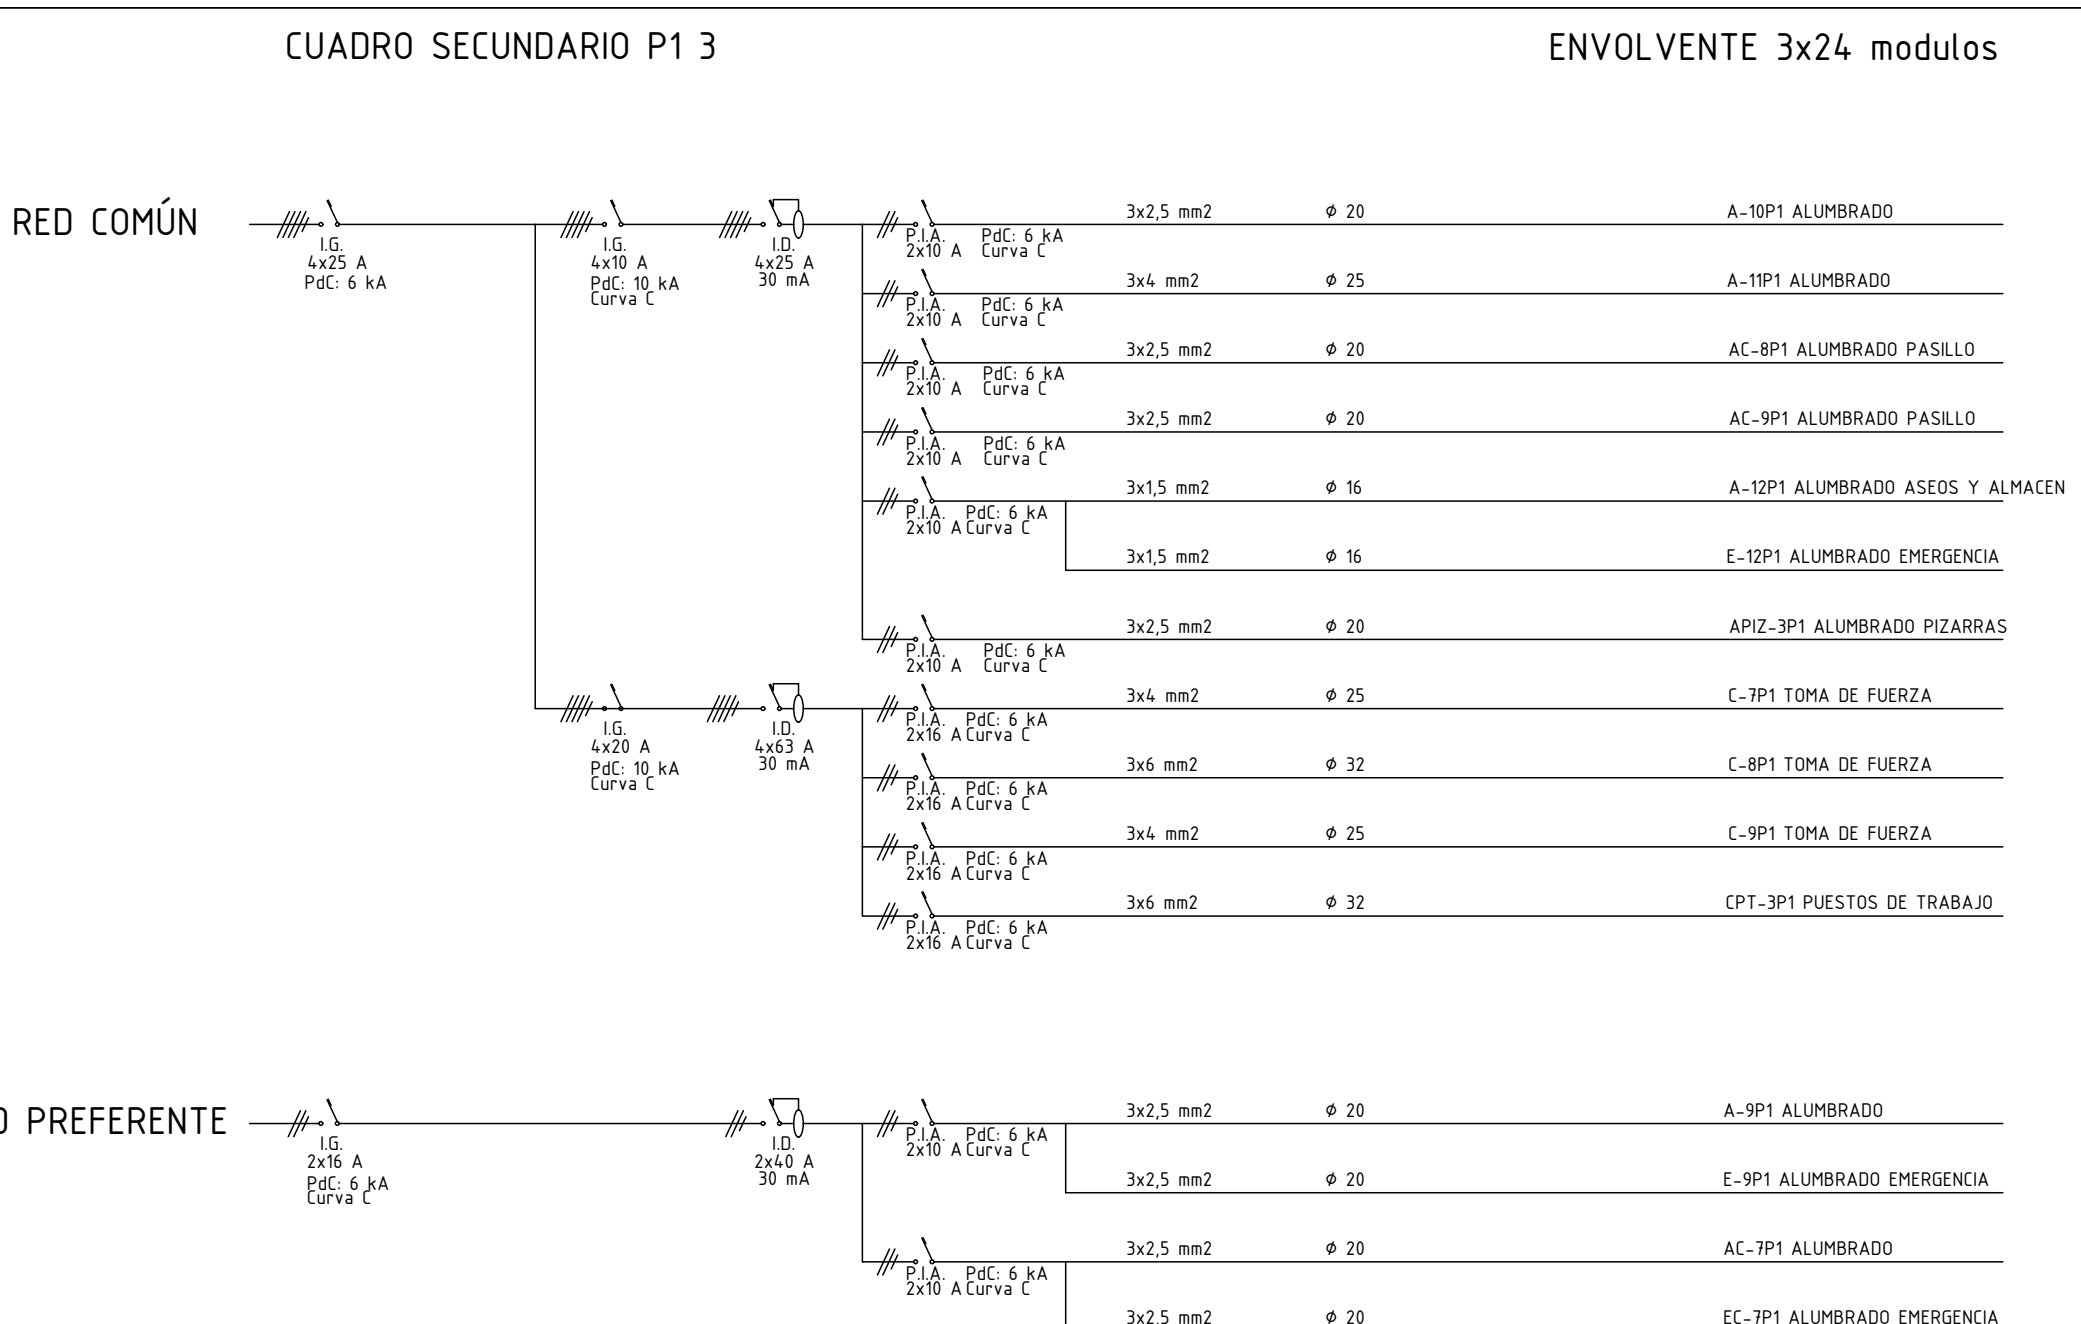 CUADRO SECUNDARIO P1 3
ENVOLVENTE 3x24 modulos
RED COMÚN
I.G.
4x25 A
PdC: 6 kA
I.G.
4x10 A
PdC: 10 kA
Curva C
I.D.
4x25 A
30 mA
P.I.A. PdC: 6 kA
2x10 A Curva C
3x2,5 mm2 ϕ 20 A-10P1 ALUMBRADO
P.I.A. PdC: 6 kA
2x10 A Curva C
3x4 mm2 ϕ 25 A-11P1 ALUMBRADO
P.I.A. PdC: 6 kA
2x10 A Curva C
3x2,5 mm2 ϕ 20 AC-8P1 ALUMBRADO PASILLO
P.I.A. PdC: 6 kA
2x10 A Curva C
3x2,5 mm2 ϕ 20 AC-9P1 ALUMBRADO PASILLO
P.I.A. PdC: 6 kA
2x10 A Curva C
3x1,5 mm2 ϕ 16 A-12P1 ALUMBRADO ASEOS Y ALMACEN
3x1,5 mm2 ϕ 16 E-12P1 ALUMBRADO EMERGENCIA
P.I.A. PdC: 6 kA
2x10 A Curva C
3x2,5 mm2 ϕ 20 APIZ-3P1 ALUMBRADO PIZARRAS
I.G.
4x20 A
PdC: 10 kA
Curva C
I.D.
4x63 A
30 mA
P.I.A. PdC: 6 kA
2x16 A Curva C
3x4 mm2 ϕ 25 C-7P1 TOMA DE FUERZA
P.I.A. PdC: 6 kA
2x16 A Curva C
3x6 mm2 ϕ 32 C-8P1 TOMA DE FUERZA
P.I.A. PdC: 6 kA
2x16 A Curva C
3x4 mm2 ϕ 25 C-9P1 TOMA DE FUERZA
P.I.A. PdC: 6 kA
2x16 A Curva C
3x6 mm2 ϕ 32 CPT-3P1 PUESTOS DE TRABAJO
PREFERENTE
I.G.
2x16 A
PdC: 6 kA
Curva C
I.D.
2x40 A
30 mA
P.I.A. PdC: 6 kA
2x10 A Curva C
3x2,5 mm2 ϕ 20 A-9P1 ALUMBRADO
3x2,5 mm2 ϕ 20 E-9P1 ALUMBRADO EMERGENCIA
P.I.A. PdC: 6 kA
2x10 A Curva C
3x2,5 mm2 ϕ 20 AC-7P1 ALUMBRADO
3x2,5 mm2 ϕ 20 EC-7P1 ALUMBRADO EMERGENCIA